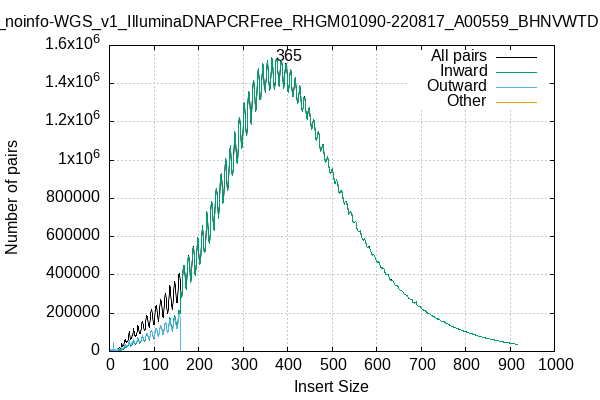 _noinfo-WGS_v1_IlluminaDNAPCRFree_RHGM01090-220817_A00559_BHNVWTD
1.6x10^6
1.4x10^6
1.2x10^6
1x10^6
800000
600000
400000
200000
0
Number of pairs
365
All pairs
Inward
Outward
Other
0 100 200 300 400 500 600 700 800 900 1000
Insert Size